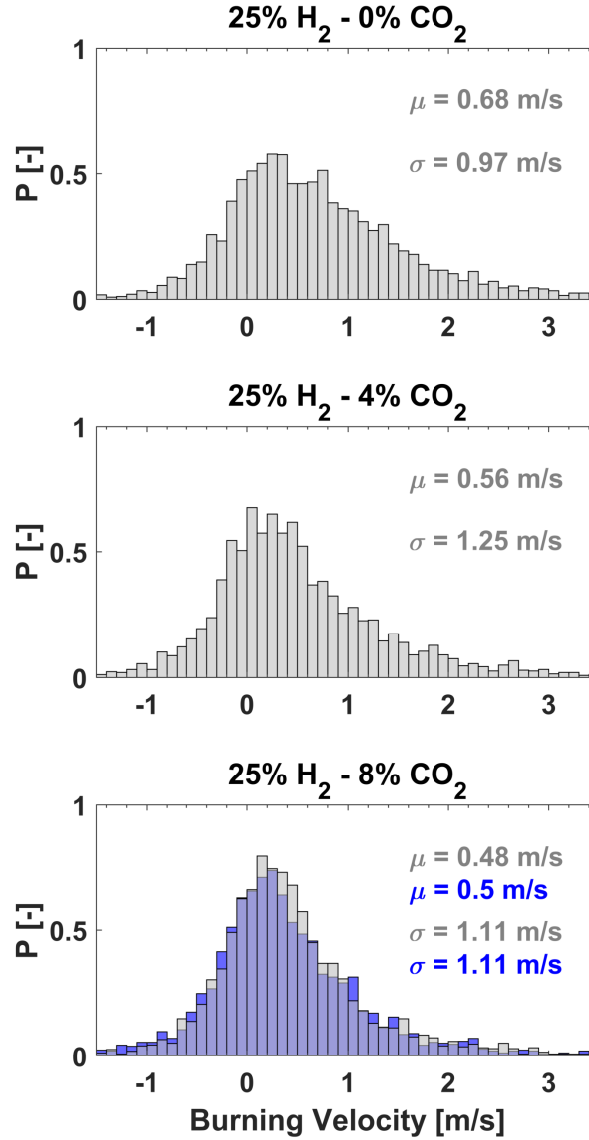 25% H₂ - 0% CO₂
1
μ = 0.68 m/s
P [-]
0.5
σ = 0.97 m/s
0
-1 0 1 2 3
25% H₂ - 4% CO₂
1
μ = 0.56 m/s
P [-]
0.5
σ = 1.25 m/s
0
-1 0 1 2 3
25% H₂ - 8% CO₂
1
μ = 0.48 m/s
μ = 0.5 m/s
P [-]
0.5
σ = 1.11 m/s
σ = 1.11 m/s
0
-1 0 1 2 3
Burning Velocity [m/s]